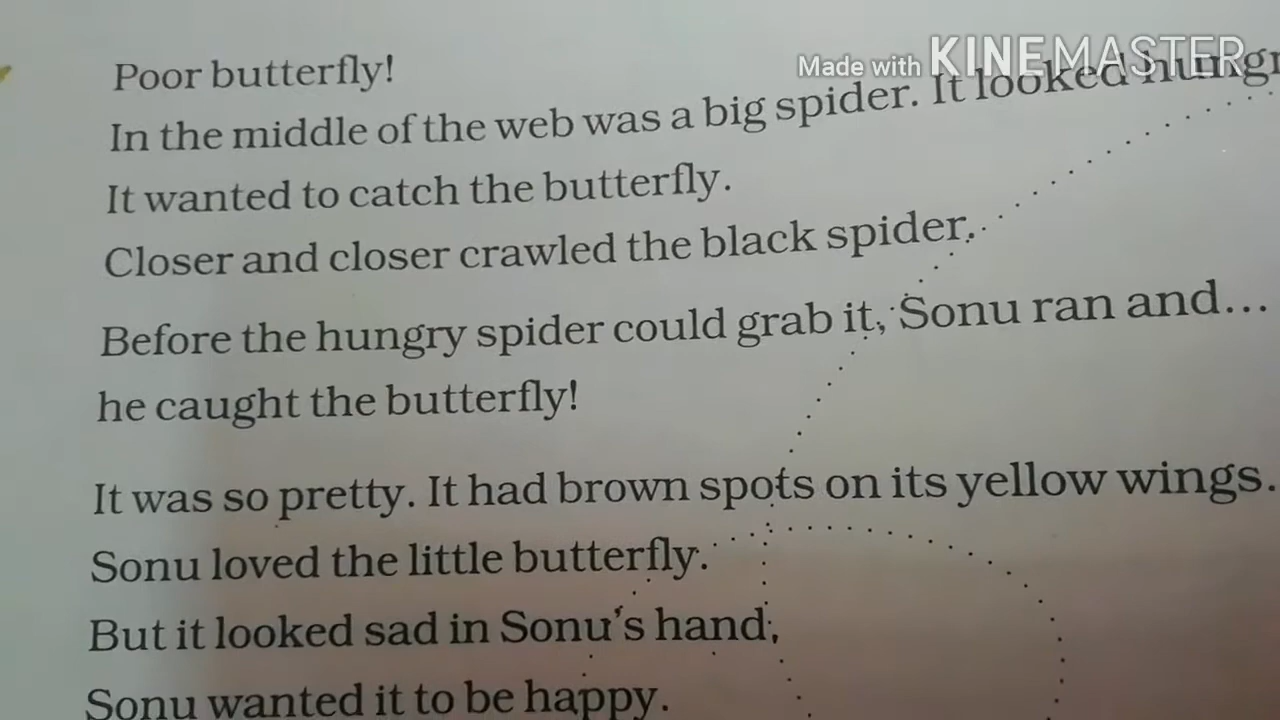 Made with KINEMASTER
Poor butterfly!
In the middle of the web was a big spider. It looked
It wanted to catch the butterfly.
Closer and closer crawled the black spider.
Before the hungry spider could grab it, Sonu ran and...
he caught the butterfly!
It was so pretty. It had brown spots on its yellow wings.
Sonu loved the little butterfly.
But it looked sad in Sonu's hand,
Sonu wanted it to be happy.